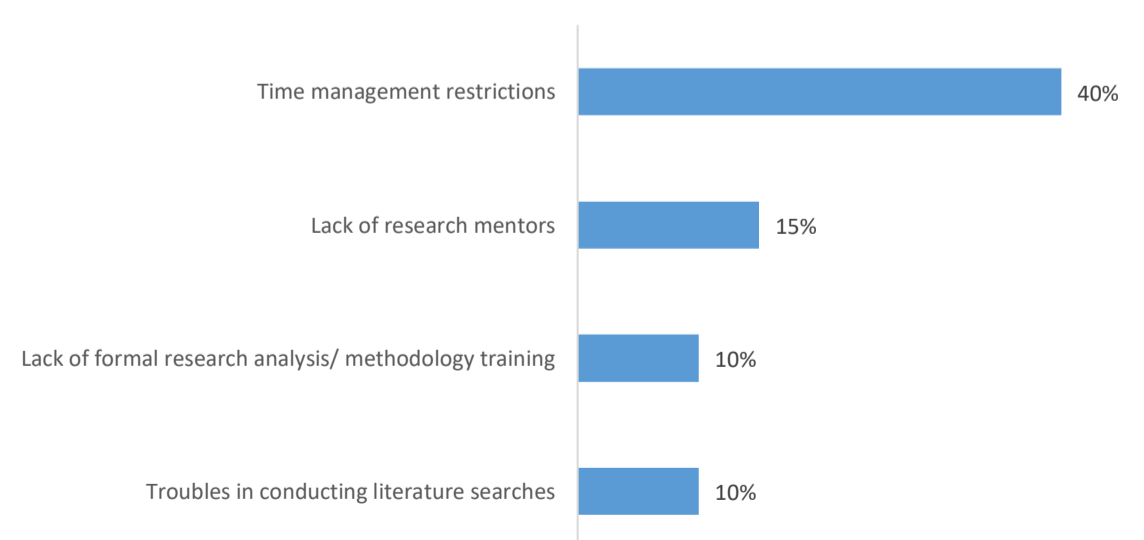 Time management restrictions 40%
Lack of research mentors 15%
Lack of formal research analysis/ methodology training 10%
Troubles in conducting literature searches 10%